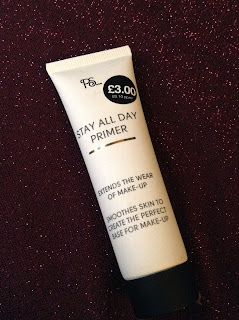 PS...
£3.00
STAY ALL DAY
PRIMER
EXTENDS THE WEAR
OF MAKE-UP
SMOOTHES SKIN TO
CREATE THE PERFECT
BASE FOR MAKE-UP